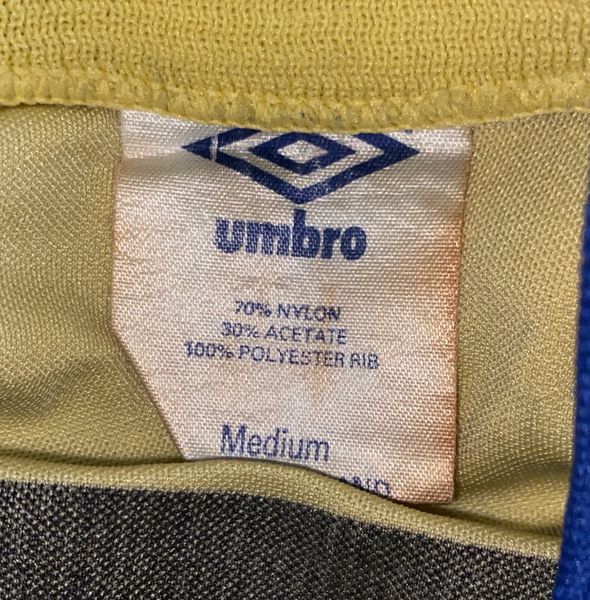 umbro
70% NYLON
30% ACETATE
100% POLYESTER RIB
Medium